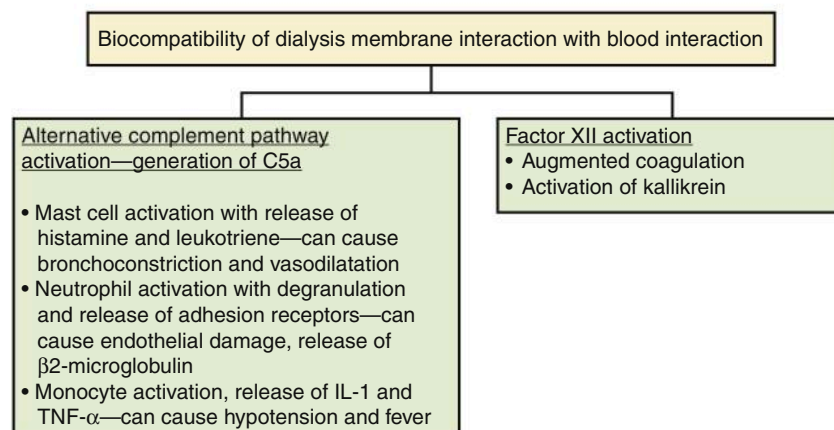 Biocompatibility of dialysis membrane interaction with blood interaction
Alternative complement pathway
activation—generation of C5a
• Mast cell activation with release of
histamine and leukotriene—can cause
bronchoconstriction and vasodilatation
• Neutrophil activation with degranulation
and release of adhesion receptors—can
cause endothelial damage, release of
β2-microglobulin
• Monocyte activation, release of IL-1 and
TNF-α—can cause hypotension and fever
Factor XII activation
• Augmented coagulation
• Activation of kallikrein